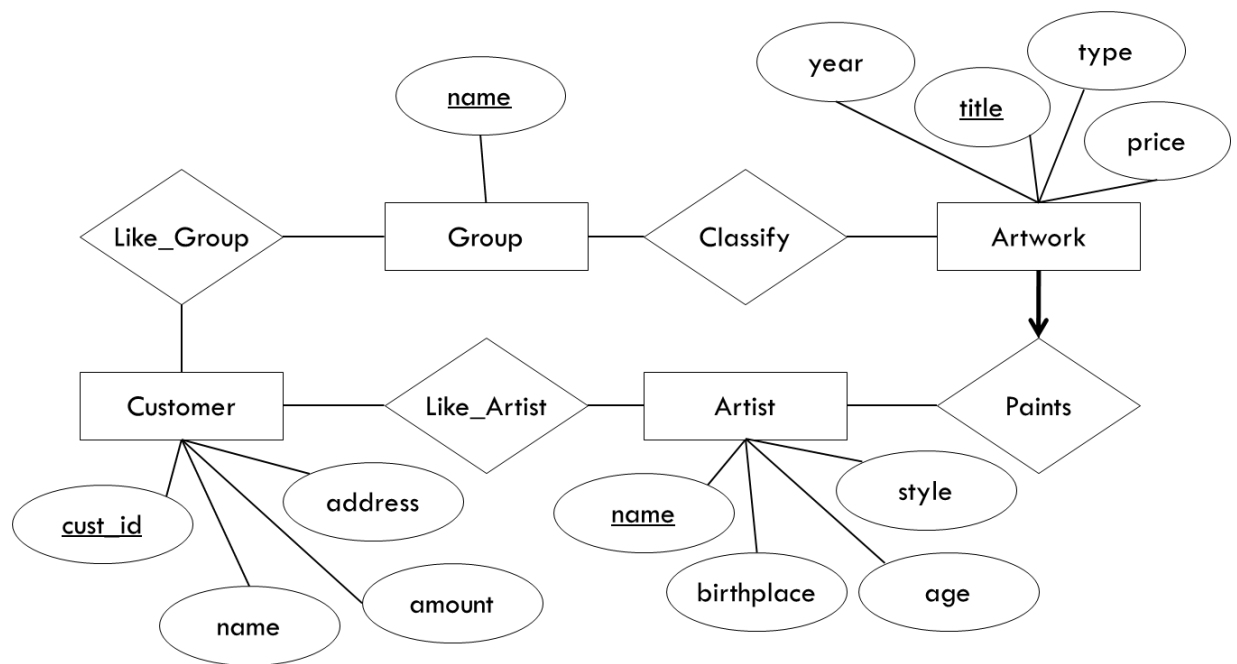 type
year
name
title
price
Like_Group
Group
Classify
Artwork
Customer
Like_Artist
Artist
Paints
style
address
name
cust_id
birthplace
age
amount
name